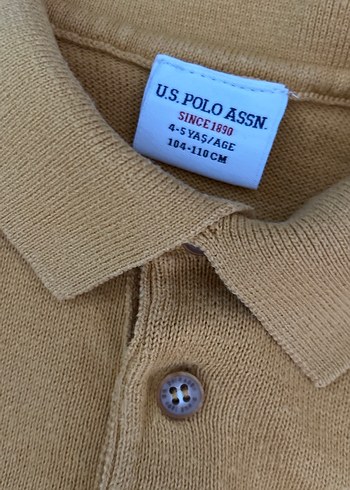 U.S. POLO ASSN.
SINCE 1890
4-5 YAŞ/AGE
104-110 CM